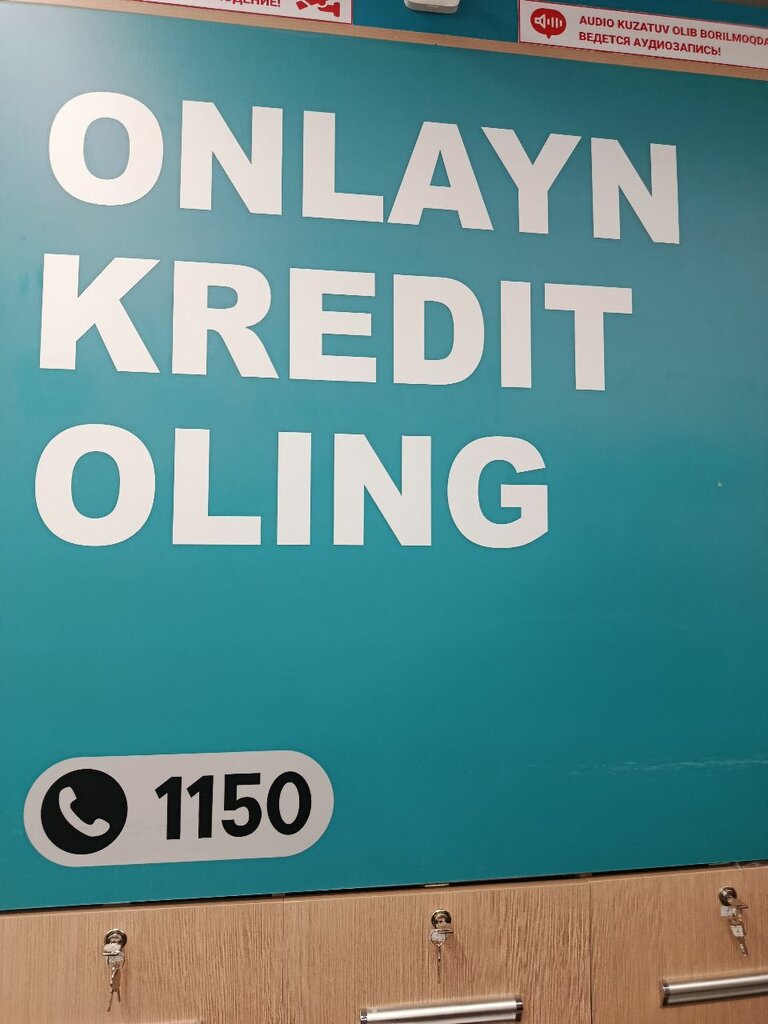 AUDIO KUZATUV OLIB BORILMOQDA
ВЕДЕТСЯ АУДИОЗАПИСЬ!
ONLAYN
KREDIT
OLING
1150